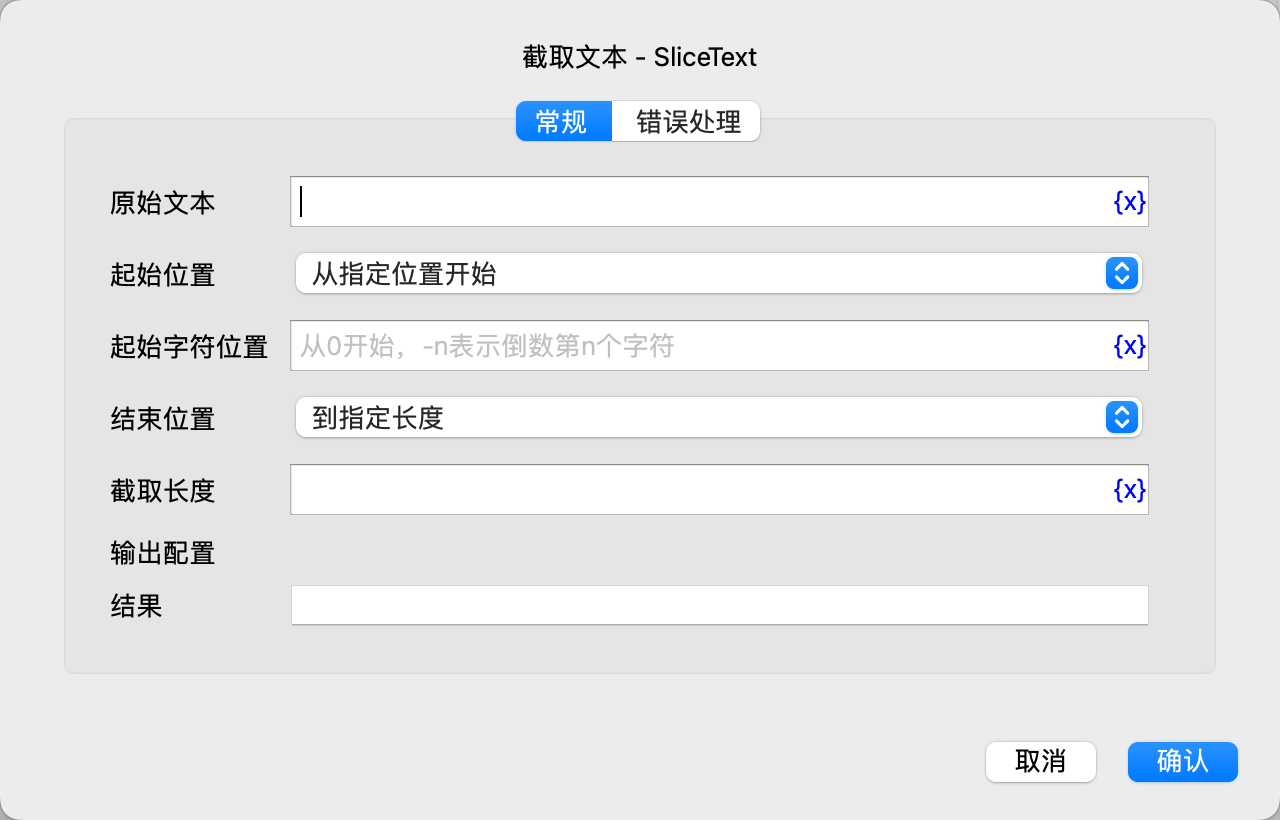 截取文本 - SliceText
常规 错误处理
原始文本 {x}
起始位置 从指定位置开始
起始字符位置 从0开始，-n表示倒数第n个字符 {x}
结束位置 到指定长度
截取长度 {x}
输出配置
结果
取消 确认